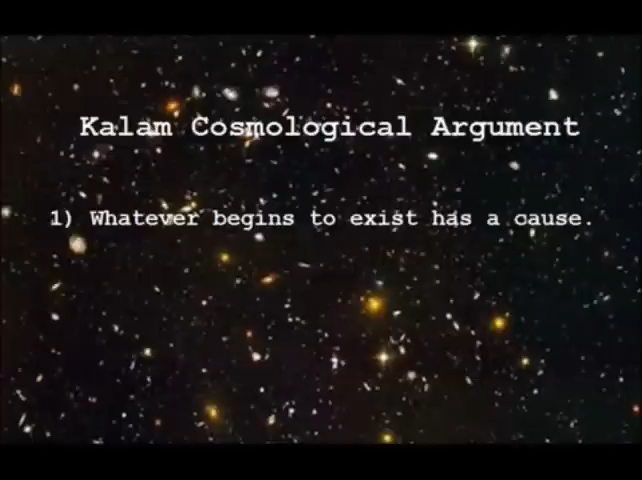 Kalam Cosmological Argument
1) Whatever begins to exist has a cause.